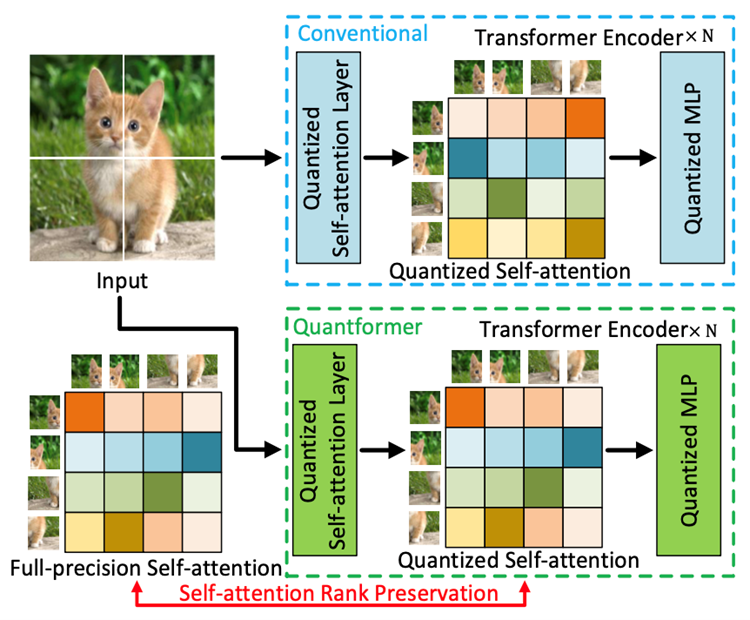 Conventional
Transformer Encoder× N
Quantized
Self-attention Layer
Quantized MLP
Quantized Self-attention
Input
Quantformer
Transformer Encoder× N
Quantized
Self-attention Layer
Quantized MLP
Full-precision Self-attention
Quantized Self-attention
Self-attention Rank Preservation